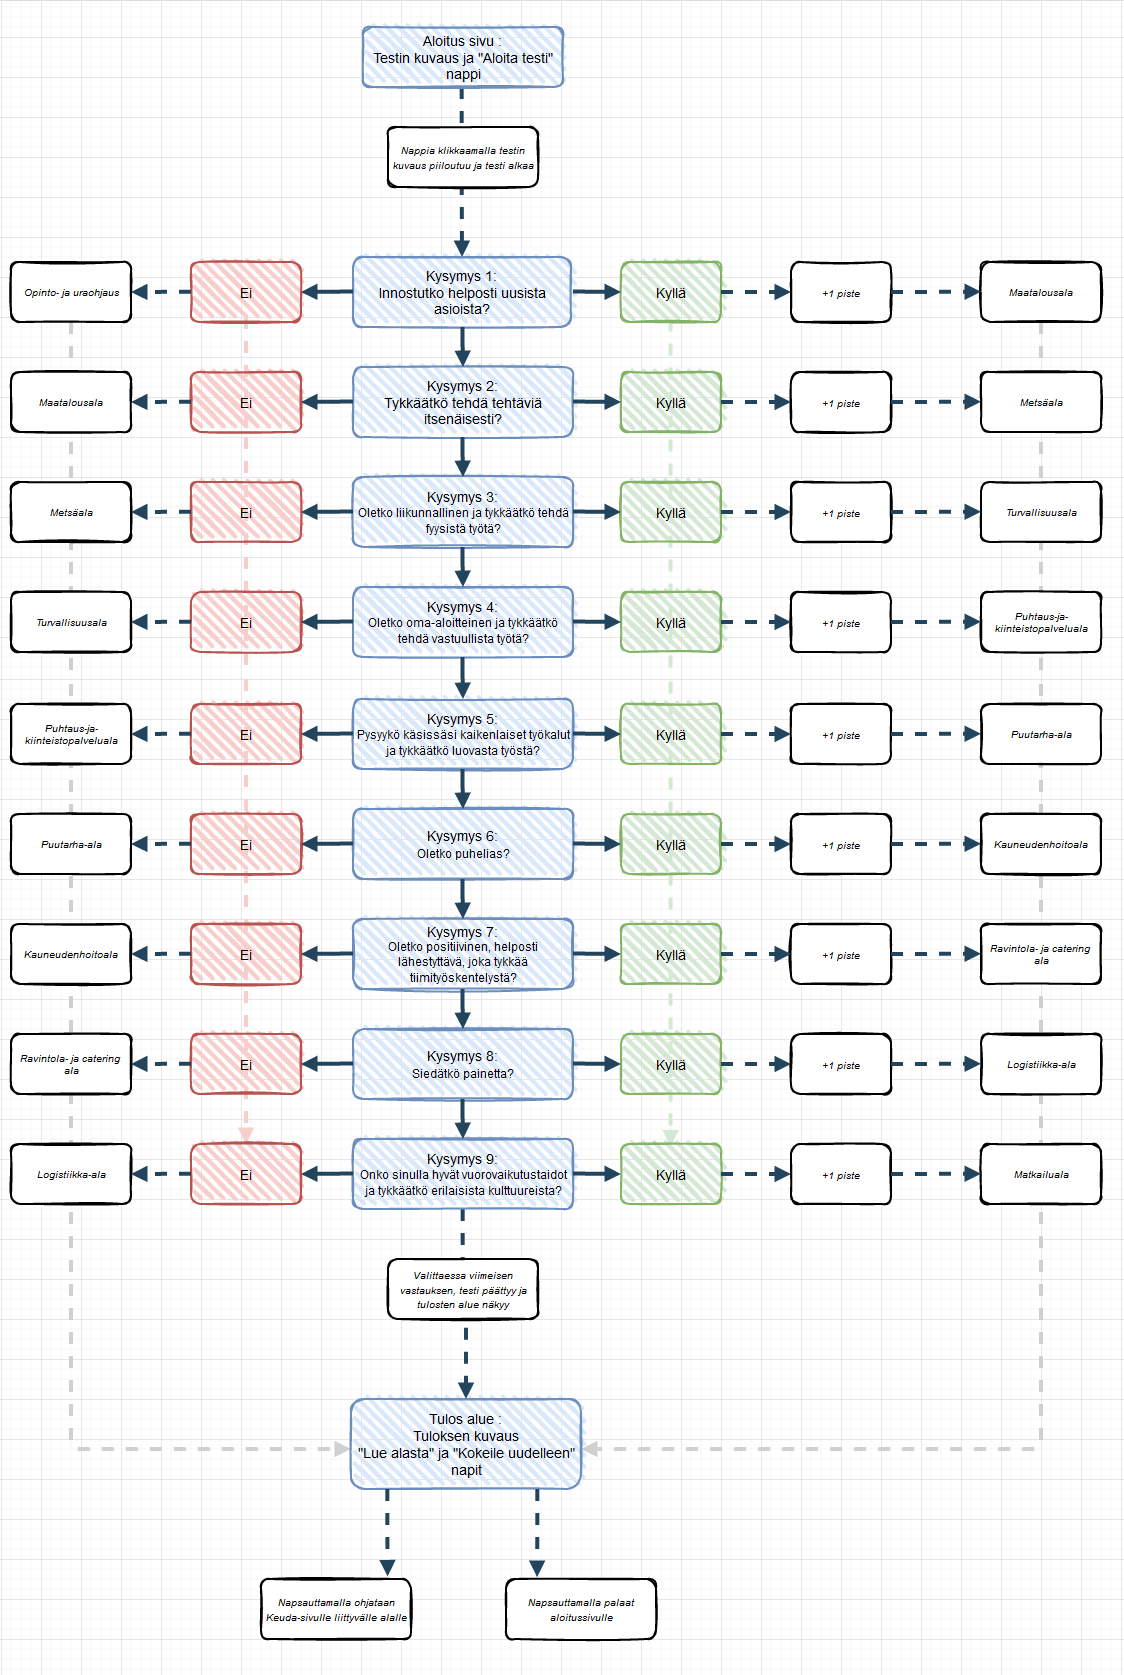 Aloitus sivu :
Testin kuvaus ja "Aloita testi"
nappi
Nappia klikkaamalla testin
kuvaus piiloutuu ja testi alkaa
Opinto- ja uraohjaus
Ei
Kysymys 1:
Innostutko helposti uusista
asioista?
Kyllä
+1 piste
Maatalousala
Maatalousala
Ei
Kysymys 2:
Tykkäätkö tehdä tehtäviä
itsenäisesti?
Kyllä
+1 piste
Metsäala
Metsäala
Ei
Kysymys 3:
Oletko liikunnallinen ja tykkäätkö tehdä
fyysistä työtä?
Kyllä
+1 piste
Turvallisuusala
Turvallisuusala
Ei
Kysymys 4:
Oletko oma-aloitteinen ja tykkäätkö
tehdä vastuullista työtä?
Kyllä
+1 piste
Puhtaus-ja-
kiinteistopalveluala
Puhtaus-ja-
kiinteistopalveluala
Ei
Kysymys 5:
Pysyykö käsissäsi kaikenlaiset työkalut
ja tykkäätkö luovasta työstä?
Kyllä
+1 piste
Puutarha-ala
Puutarha-ala
Ei
Kysymys 6:
Oletko puhelias?
Kyllä
+1 piste
Kauneudenhoitoala
Kauneudenhoitoala
Ei
Kysymys 7:
Oletko positiivinen, helposti
lähestyttävä, joka tykkää
tiimityöskentelystä?
Kyllä
+1 piste
Ravintola- ja catering
ala
Ravintola- ja catering
ala
Ei
Kysymys 8:
Siedätkö painetta?
Kyllä
+1 piste
Logistiikka-ala
Logistiikka-ala
Ei
Kysymys 9:
Onko sinulla hyvät vuorovaikutustaidot
ja tykkäätkö erilaisista kulttuureista?
Kyllä
+1 piste
Matkailuala
Valittaessa viimeisen
vastauksen, testi päättyy ja
tulosten alue näkyy
Tulos alue :
Tuloksen kuvaus
"Lue alasta" ja "Kokeile uudelleen"
napit
Napsauttamalla ohjataan
Keuda-sivulle liittyvälle alalle
Napsauttamalla palaat
aloitussivulle